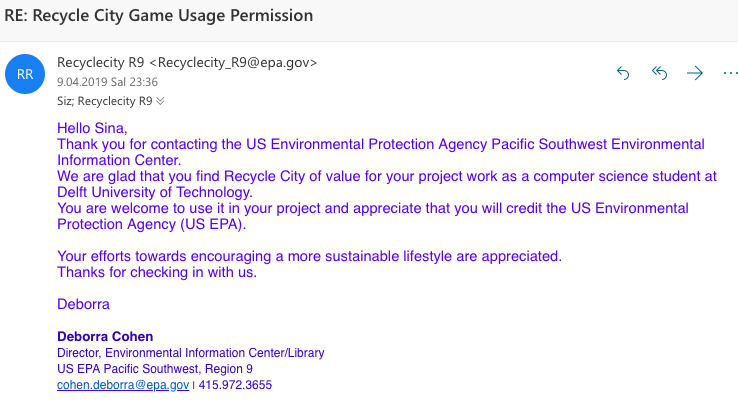 RE: Recycle City Game Usage Permission
RR
Recyclecity R9 <Recyclecity_R9@epa.gov>
9.04.2019 Sal 23:36
Siz; Recyclecity R9
Hello Sina,
Thank you for contacting the US Environmental Protection Agency Pacific Southwest Environmental
Information Center.
We are glad that you find Recycle City of value for your project work as a computer science student at
Delft University of Technology.
You are welcome to use it in your project and appreciate that you will credit the US Environmental
Protection Agency (US EPA).
Your efforts towards encouraging a more sustainable lifestyle are appreciated.
Thanks for checking in with us.
Deborra
Deborra Cohen
Director, Environmental Information Center/Library
US EPA Pacific Southwest, Region 9
cohen.deborra@epa.gov | 415.972.3655